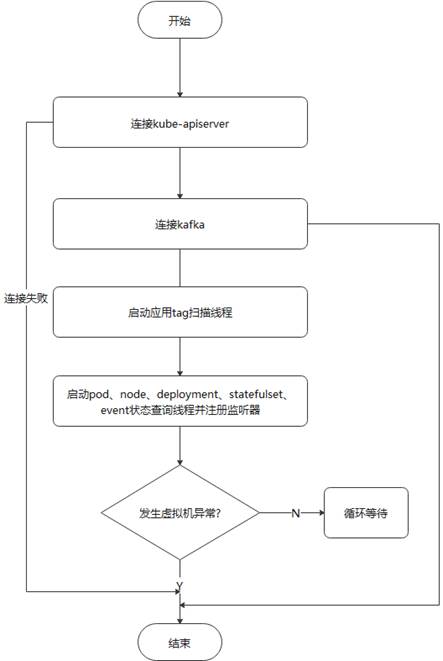 开始
连接kube-apiserver
连接kafka
连接失败
启动应用tag扫描线程
启动pod、node、deployment、statefulset、
event状态查询线程并注册监听器
发生虚拟机异常?
N
循环等待
Y
结束